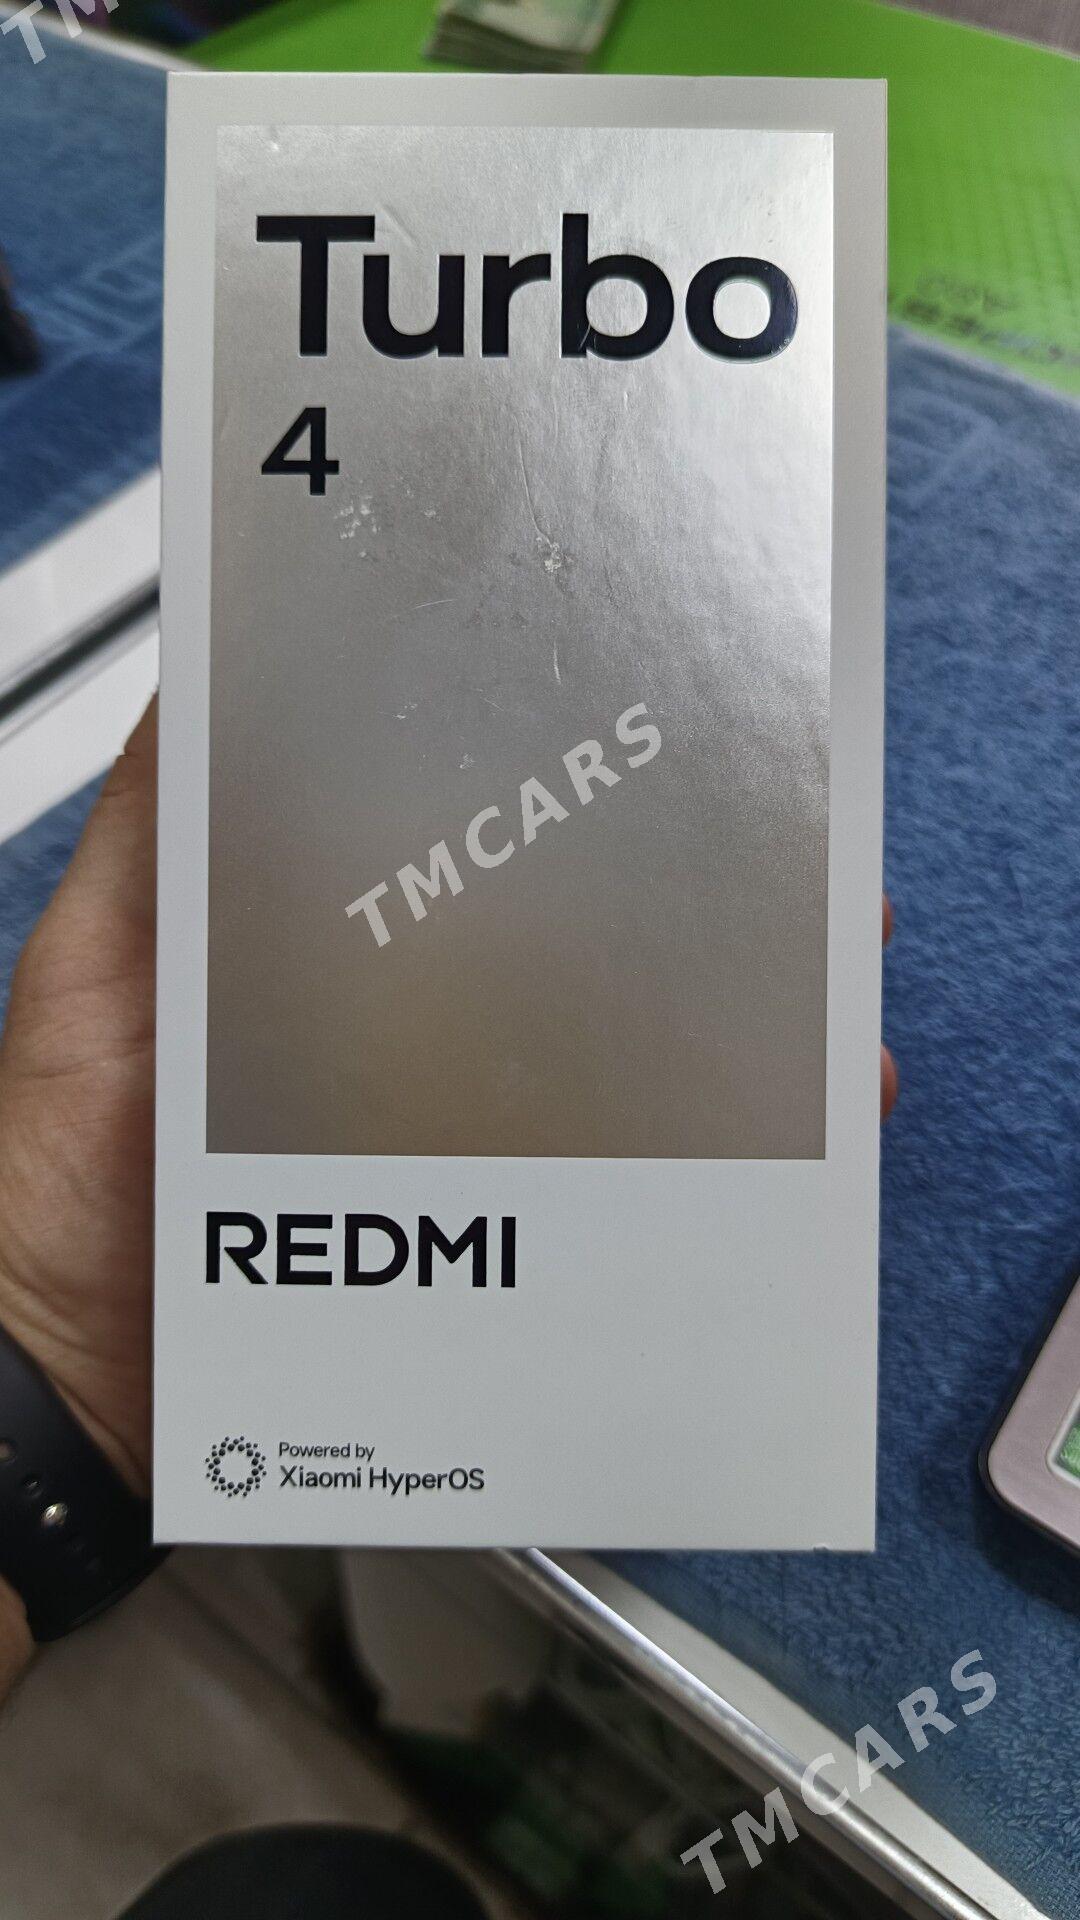 Turbo
4
TMCARS
REDMI
Powered by
Xiaomi HyperOS
TMCARS